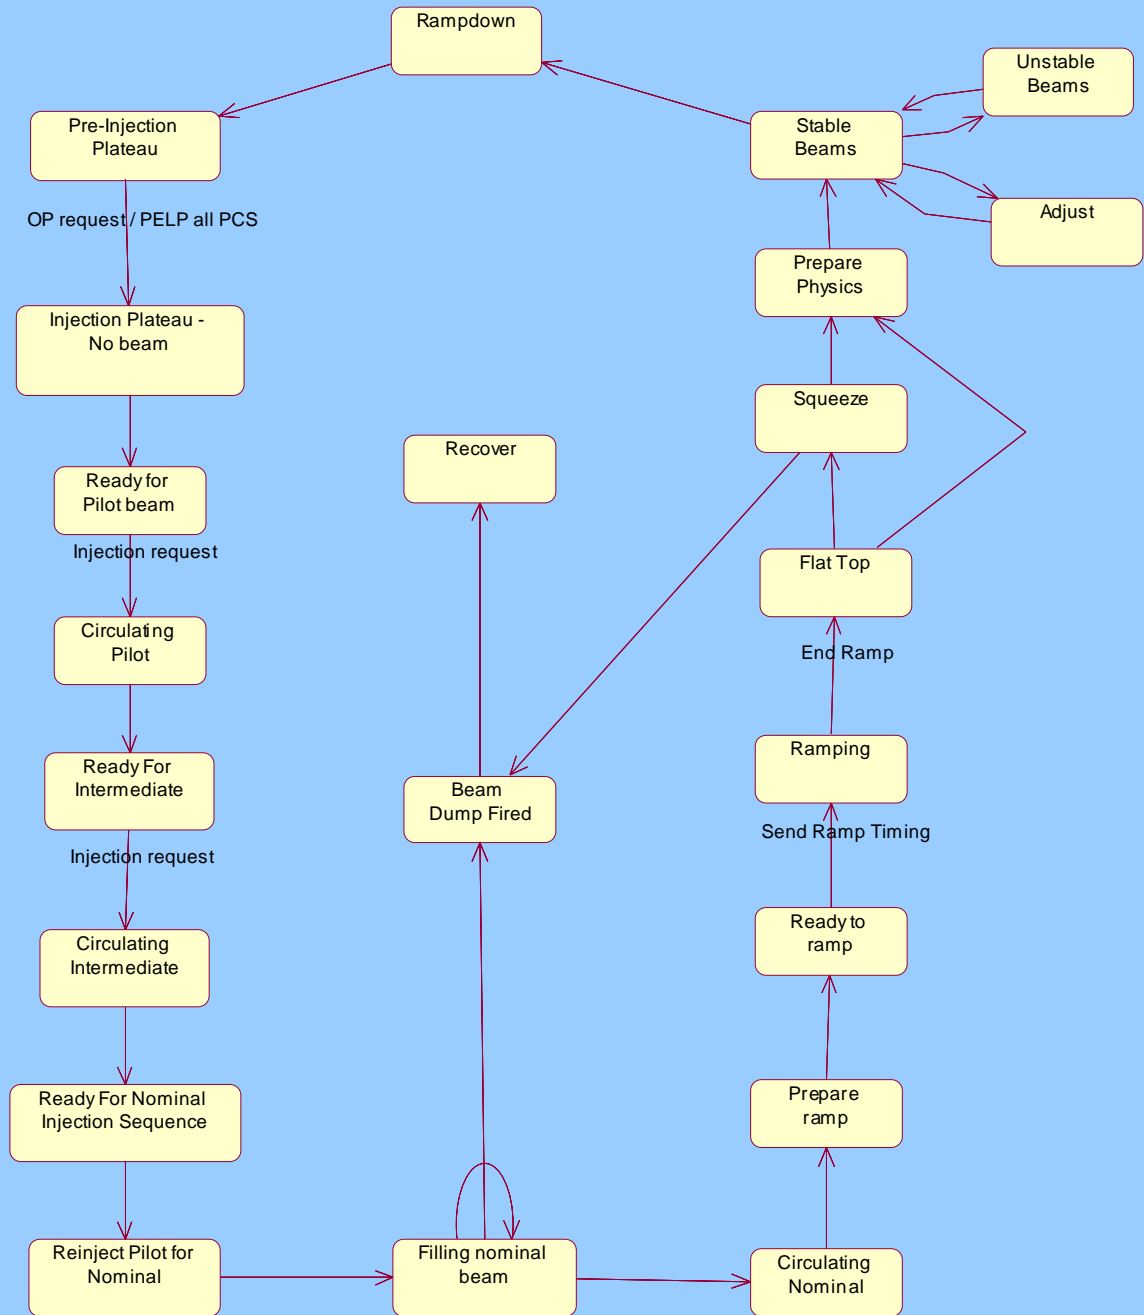 Rampdown
Unstable
Beams
Pre-Injection
Plateau
Stable
Beams
OP request / PELP all PCS
Adjust
Prepare
Physics
Injection Plateau -
No beam
Squeeze
Recover
Ready for
Pilot beam
Injection request
Flat Top
Circulating
Pilot
End Ramp
Ramping
Ready For
Intermediate
Beam
Dump Fired
Send Ramp Timing
Injection request
Ready to
ramp
Circulating
Intermediate
Ready For Nominal
Injection Sequence
Prepare
ramp
Reinject Pilot for
Nominal
Filling nominal
beam
Circulating
Nominal